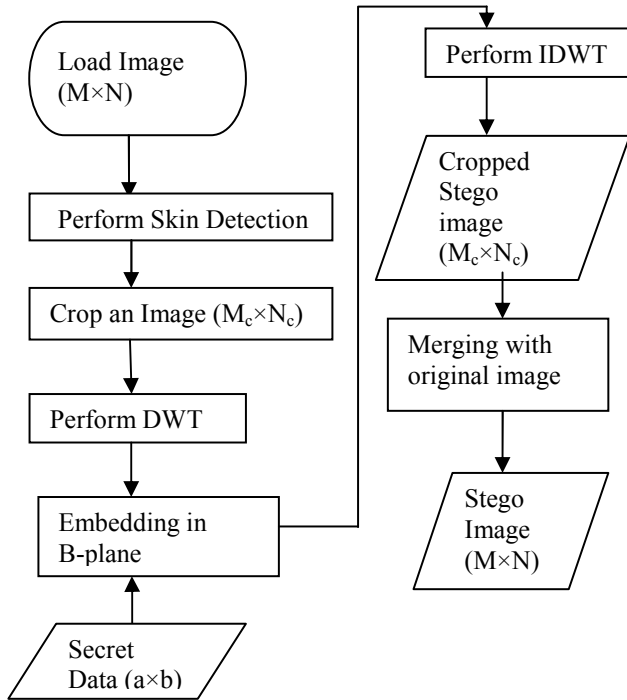 Load Image
(M×N)
Perform Skin Detection
Crop an Image (Mc×Nc)
Perform DWT
Embedding in
B-plane
Secret
Data (a×b)
Perform IDWT
Cropped
Stego
image
(Mc×Nc)
Merging with
original image
Stego
Image
(M×N)